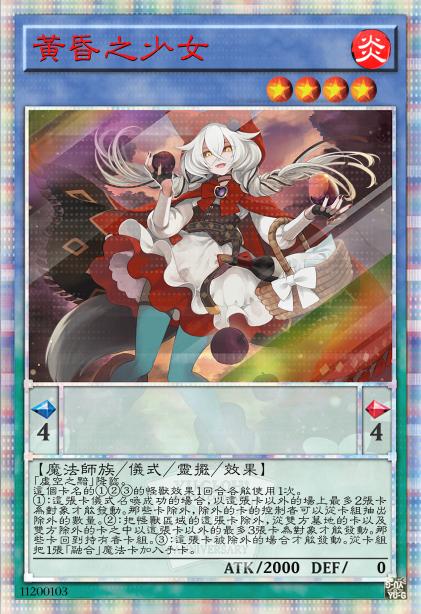 黃昏之少女
炎
4
4
【魔法師族／儀式／靈擺／效果】
「虛空之黯」降臨。
這個卡名的①②③的怪獸效果1回合各能使用1次。
①：這張卡儀式召喚成功的場合，以這張卡以外的場上最多2張卡
為對象才能發動。那些卡除外，除外的卡的控制者可以從卡組抽出
除外的數量。②：把怪獸區域的這張卡除外，從雙方墓地的卡以及
雙方除外的卡之中以這張卡以外的最多3張卡為對象才能發動。那
些卡回到持有者卡組。③：這張卡被除外的場合才能發動。從卡組
把1張「融合」魔法卡加入手卡。
ATK/2000 DEF/ 0
11200103